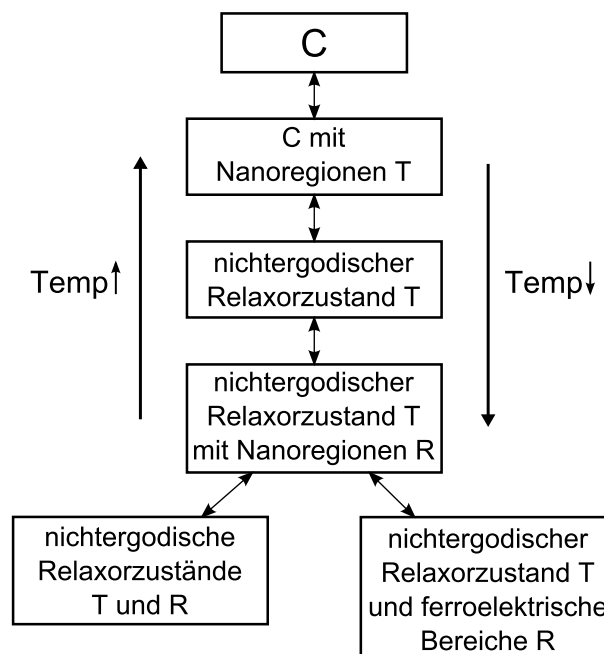 C
C mit
Nanoregionen T
nichtergodischer
Relaxorzustand T
Temp↑
Temp↓
nichtergodischer
Relaxorzustand T
mit Nanoregionen R
nichtergodische
Relaxorzustände
T und R
nichtergodischer
Relaxorzustand T
und ferroelektrische
Bereiche R